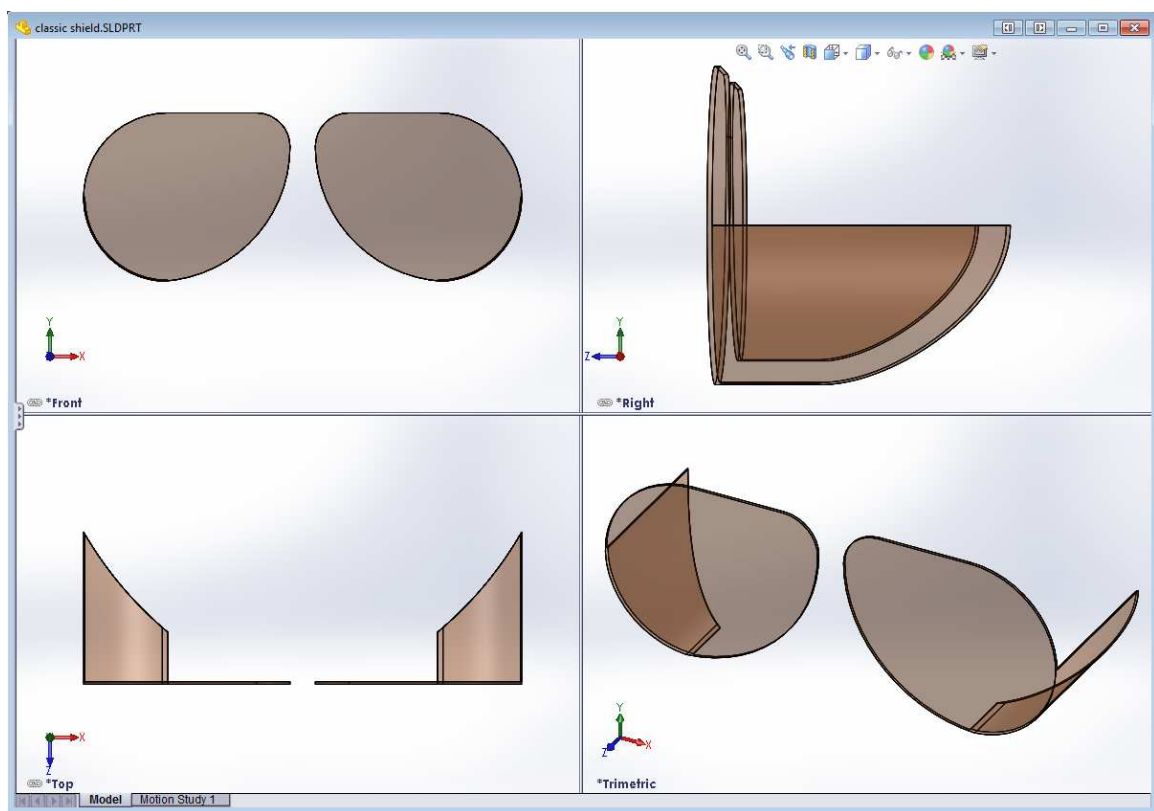 classic shield.SLDPRT
Y
X
*Front
Y
Z
*Right
X
Z
*Top
Y
Z
X
*Trimetric
Model
Motion Study 1